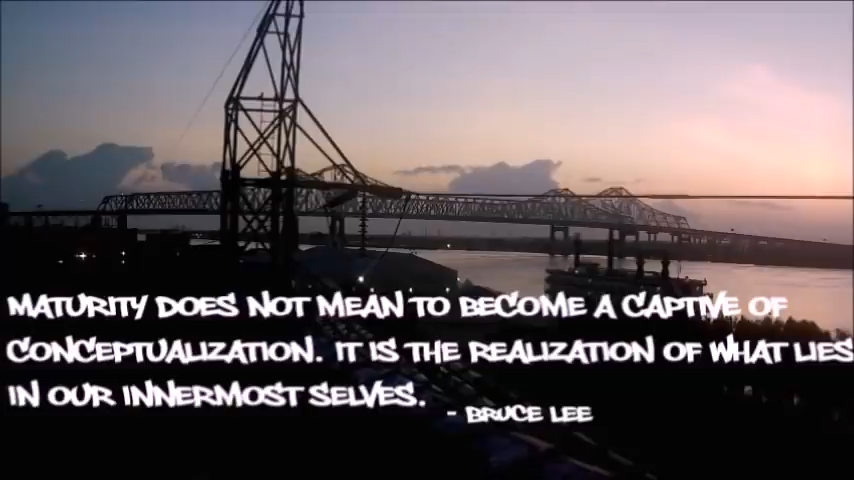 MATURITY DOES NOT MEAN TO BECOME A CAPTIVE OF
CONCEPTUALIZATION. IT IS THE REALIZATION OF WHAT LIES
IN OUR INNERMOST SELVES.
- BRUCE LEE